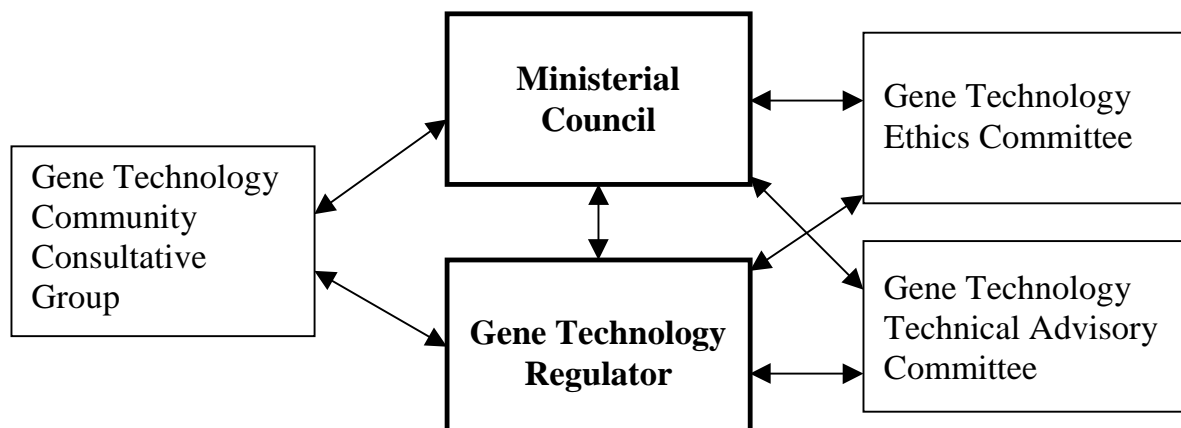 Ministerial
Council
Gene Technology
Ethics Committee
Gene Technology
Community
Consultative
Group
Gene Technology
Regulator
Gene Technology
Technical Advisory
Committee